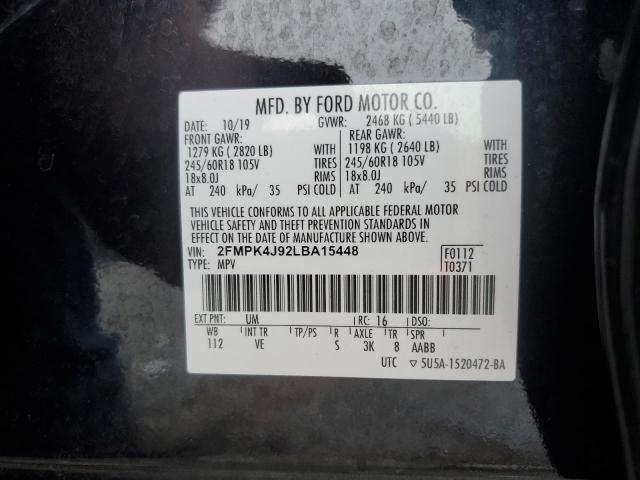 MFD. BY FORD MOTOR CO.
DATE: 10/19 GVWR: 2468 KG ( 5440 LB)
FRONT GAWR: REAR GAWR:
1279 KG ( 2820 LB) WITH 1198 KG ( 2640 LB) WITH
245/60R18 105V TIRES 245/60R18 105V TIRES
18x8.0J RIMS 18x8.0J RIMS
AT 240 kPa/ 35 PSI COLD AT 240 kPa/ 35 PSI COLD
THIS VEHICLE CONFORMS TO ALL APPLICABLE FEDERAL MOTOR
VEHICLE SAFETY AND THEFT PREVENTION STANDARDS IN
EFFECT ON THE DATE OF MANUFACTURE SHOWN ABOVE.
VIN: 2FMPK4J92LBA15448 F0112
TYPE: MPV T0371
EXT PNT: UM RC: 16 DSO:
WB INT TR TP/PS R AXLE TR SPR
112 VE S 3K 8 AABB
UTC ▽ 5U5A-1520472-BA